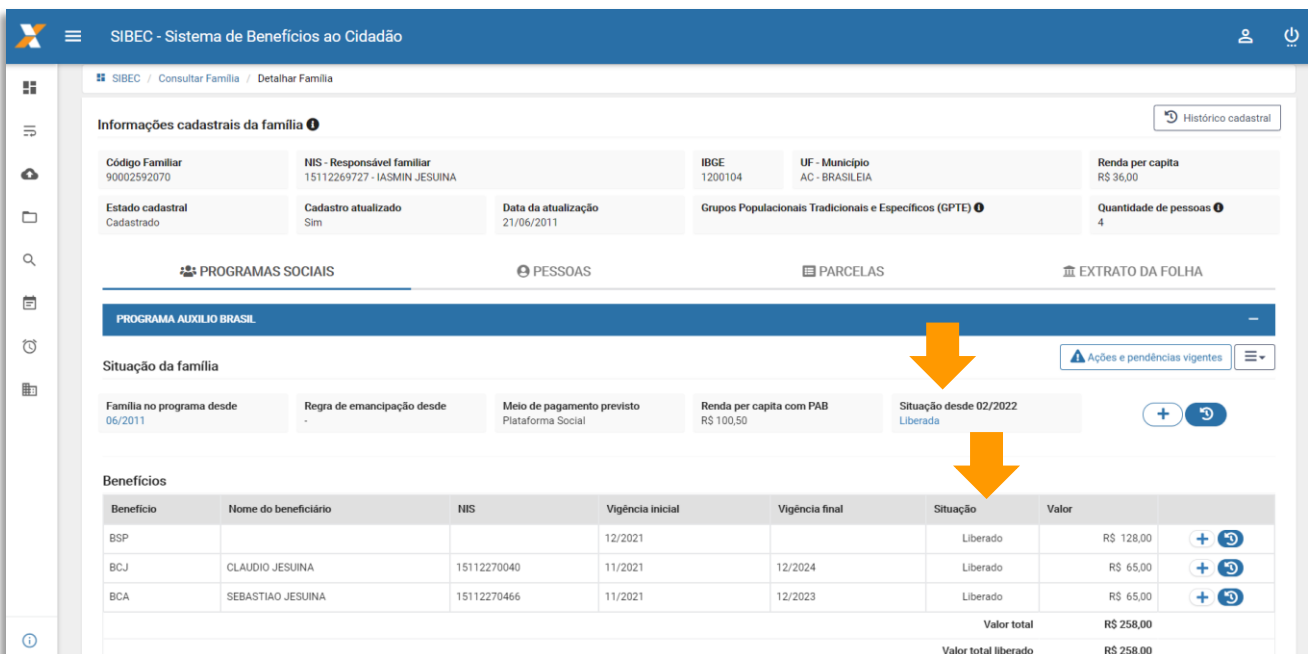 SIBEC - Sistema de Benefícios ao Cidadão
SIBEC / Consultar Família / Detalhar Família
Informações cadastrais da família
Histórico cadastral
Código Familiar NIS - Responsável familiar IBGE UF - Município Renda per capita
90002592070 15112269727 - IASMIN JESUINA 1200104 AC - BRASILEIA R$ 36,00
Estado cadastral Cadastro atualizado Data da atualização Grupos Populacionais Tradicionais e Específicos (GPTE) Quantidade de pessoas
Cadastrado Sim 21/06/2011 4
PROGRAMAS SOCIAIS PESSOAS PARCELAS EXTRATO DA FOLHA
PROGRAMA AUXILIO BRASIL
Situação da família
Ações e pendências vigentes
Família no programa desde Regra de emancipação desde Meio de pagamento previsto Renda per capita com PAB Situação desde 02/2022
06/2011 - Plataforma Social R$ 100,50 Liberada
Benefícios
Benefício Nome do beneficiário NIS Vigência inicial Vigência final Situação Valor
BSP 12/2021 Liberado R$ 128,00
BCJ CLAUDIO JESUINA 15112270040 11/2021 12/2024 Liberado R$ 65,00
BCA SEBASTIAO JESUINA 15112270466 11/2021 12/2023 Liberado R$ 65,00
Valor total R$ 258,00
Valor total liberado R$ 258,00